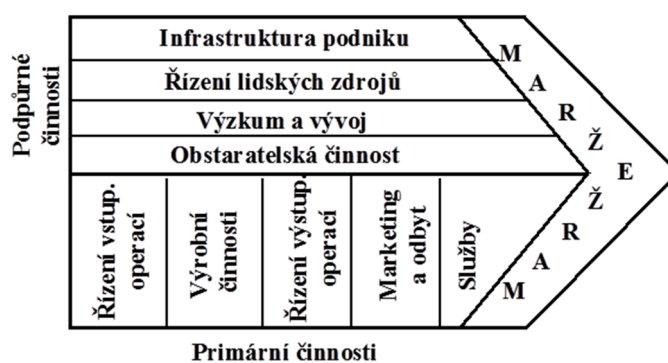 Podpůrné
činnosti
Infrastruktura podniku
Řízení lidských zdrojů
Výzkum a vývoj
Obstaratelská činnost
Řízení vstup.
operací
Výrobní
činnosti
Řízení výstup.
operací
Marketing
a odbyt
Služby
M
A
R
Ž
E
Ž
R
A
M
Primární činnosti